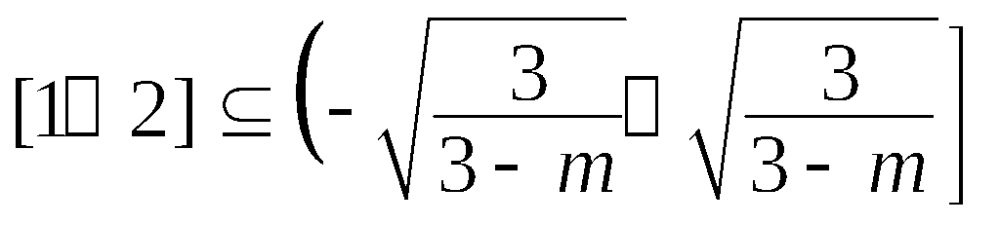 [1▯ 2] ⊆ (-√(3/(3- m))▯ √(3/(3- m))]